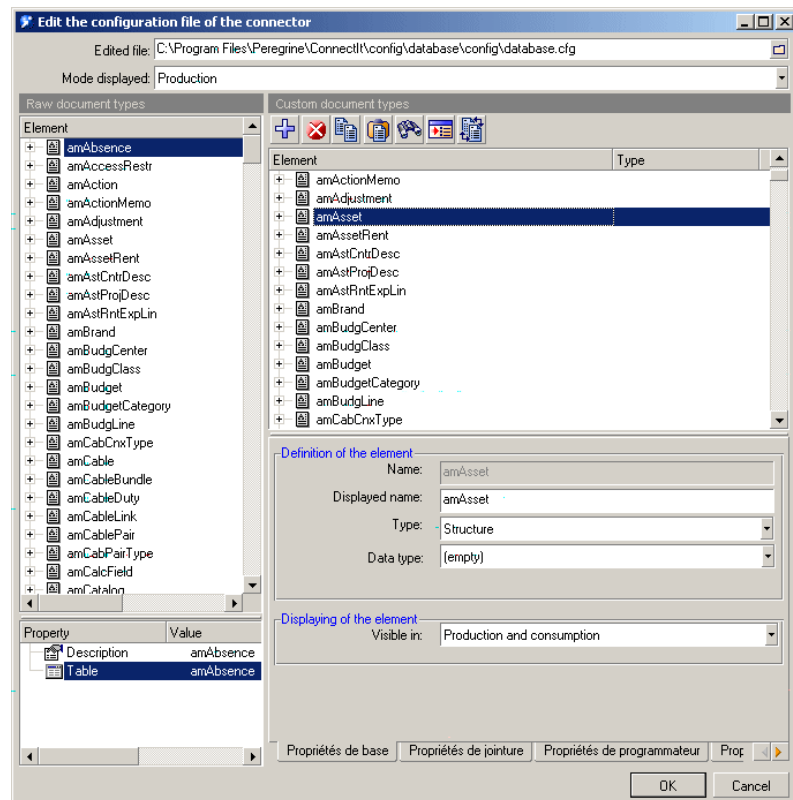 Edit the configuration file of the connector
Edited file: C:\Program Files\Peregrine\ConnectIt\config\database\config\database.cfg
Mode displayed: Production
Raw document types
Element
amAbsence
amAccessRestr
amAction
amActionMemo
amAdjustment
amAsset
amAssetRent
amAstCntrDesc
amAstProjDesc
amAstRntExpLin
amBrand
amBudgCenter
amBudgClass
amBudget
amBudgetCategory
amBudgLine
amCabCnxType
amCable
amCableBundle
amCableDuty
amCableLink
amCablePair
amCabPairType
amCalcField
amCatalog
Property Value
Description amAbsence
Table amAbsence
Custom document types
Element Type
amActionMemo
amAdjustment
amAsset
amAssetRent
amAstCntrDesc
amAstProjDesc
amAstRntExpLin
amBrand
amBudgCenter
amBudgClass
amBudget
amBudgetCategory
amBudgLine
amCabCnxType
Definition of the element
Name: amAsset
Displayed name: amAsset
Type: Structure
Data type: (empty)
Displaying of the element
Visible in: Production and consumption
Propriétés de base Propriétés de jointure Propriétés de programmateur Prop
OK Cancel